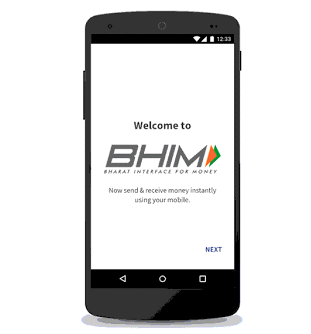 12:33
Welcome to
BHIM
BHARAT INTERFACE FOR MONEY
Now send & receive money instantly
using your mobile.
NEXT